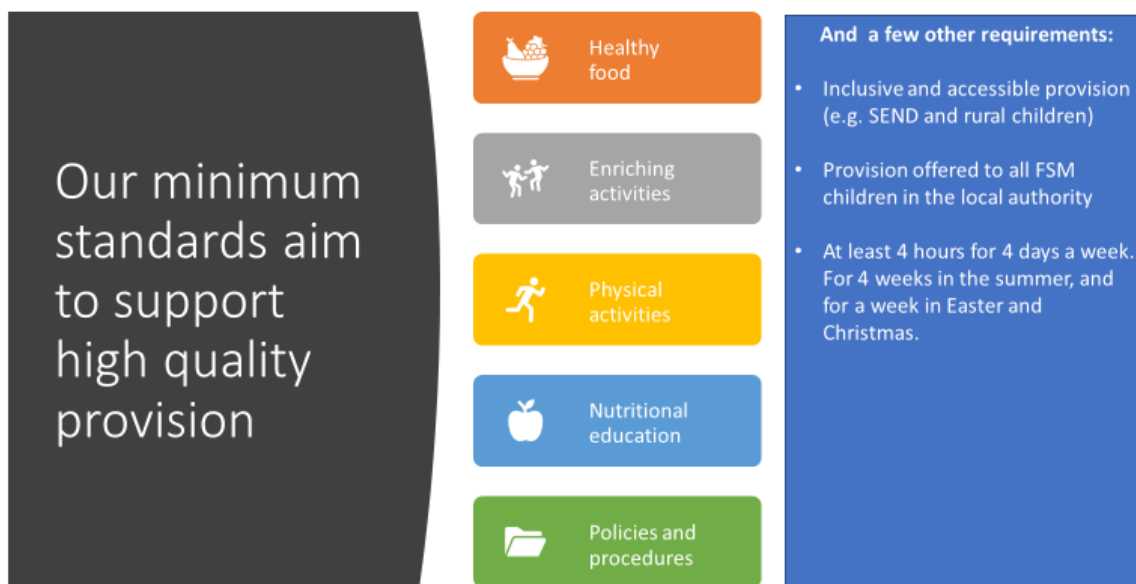 Our minimum
standards aim
to support
high quality
provision
Healthy
food
Enriching
activities
Physical
activities
Nutritional
education
Policies and
procedures
And a few other requirements:
• Inclusive and accessible provision
(e.g. SEND and rural children)
• Provision offered to all FSM
children in the local authority
• At least 4 hours for 4 days a week.
For 4 weeks in the summer, and
for a week in Easter and
Christmas.